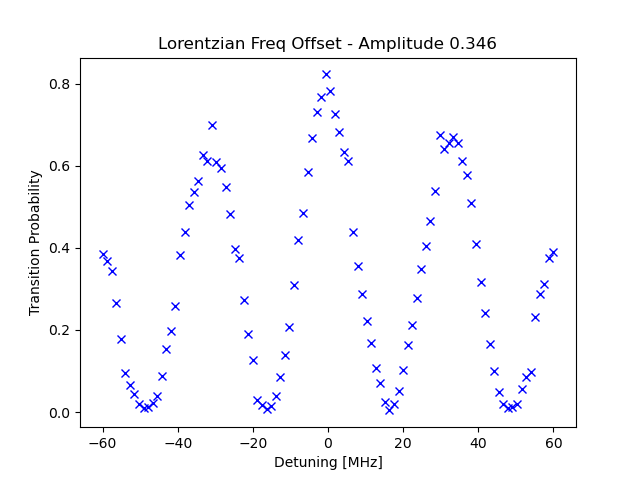 Lorentzian Freq Offset - Amplitude 0.346
Transition Probability
0.8
0.6
0.4
0.2
0.0
−60 −40 −20 0 20 40 60
Detuning [MHz]